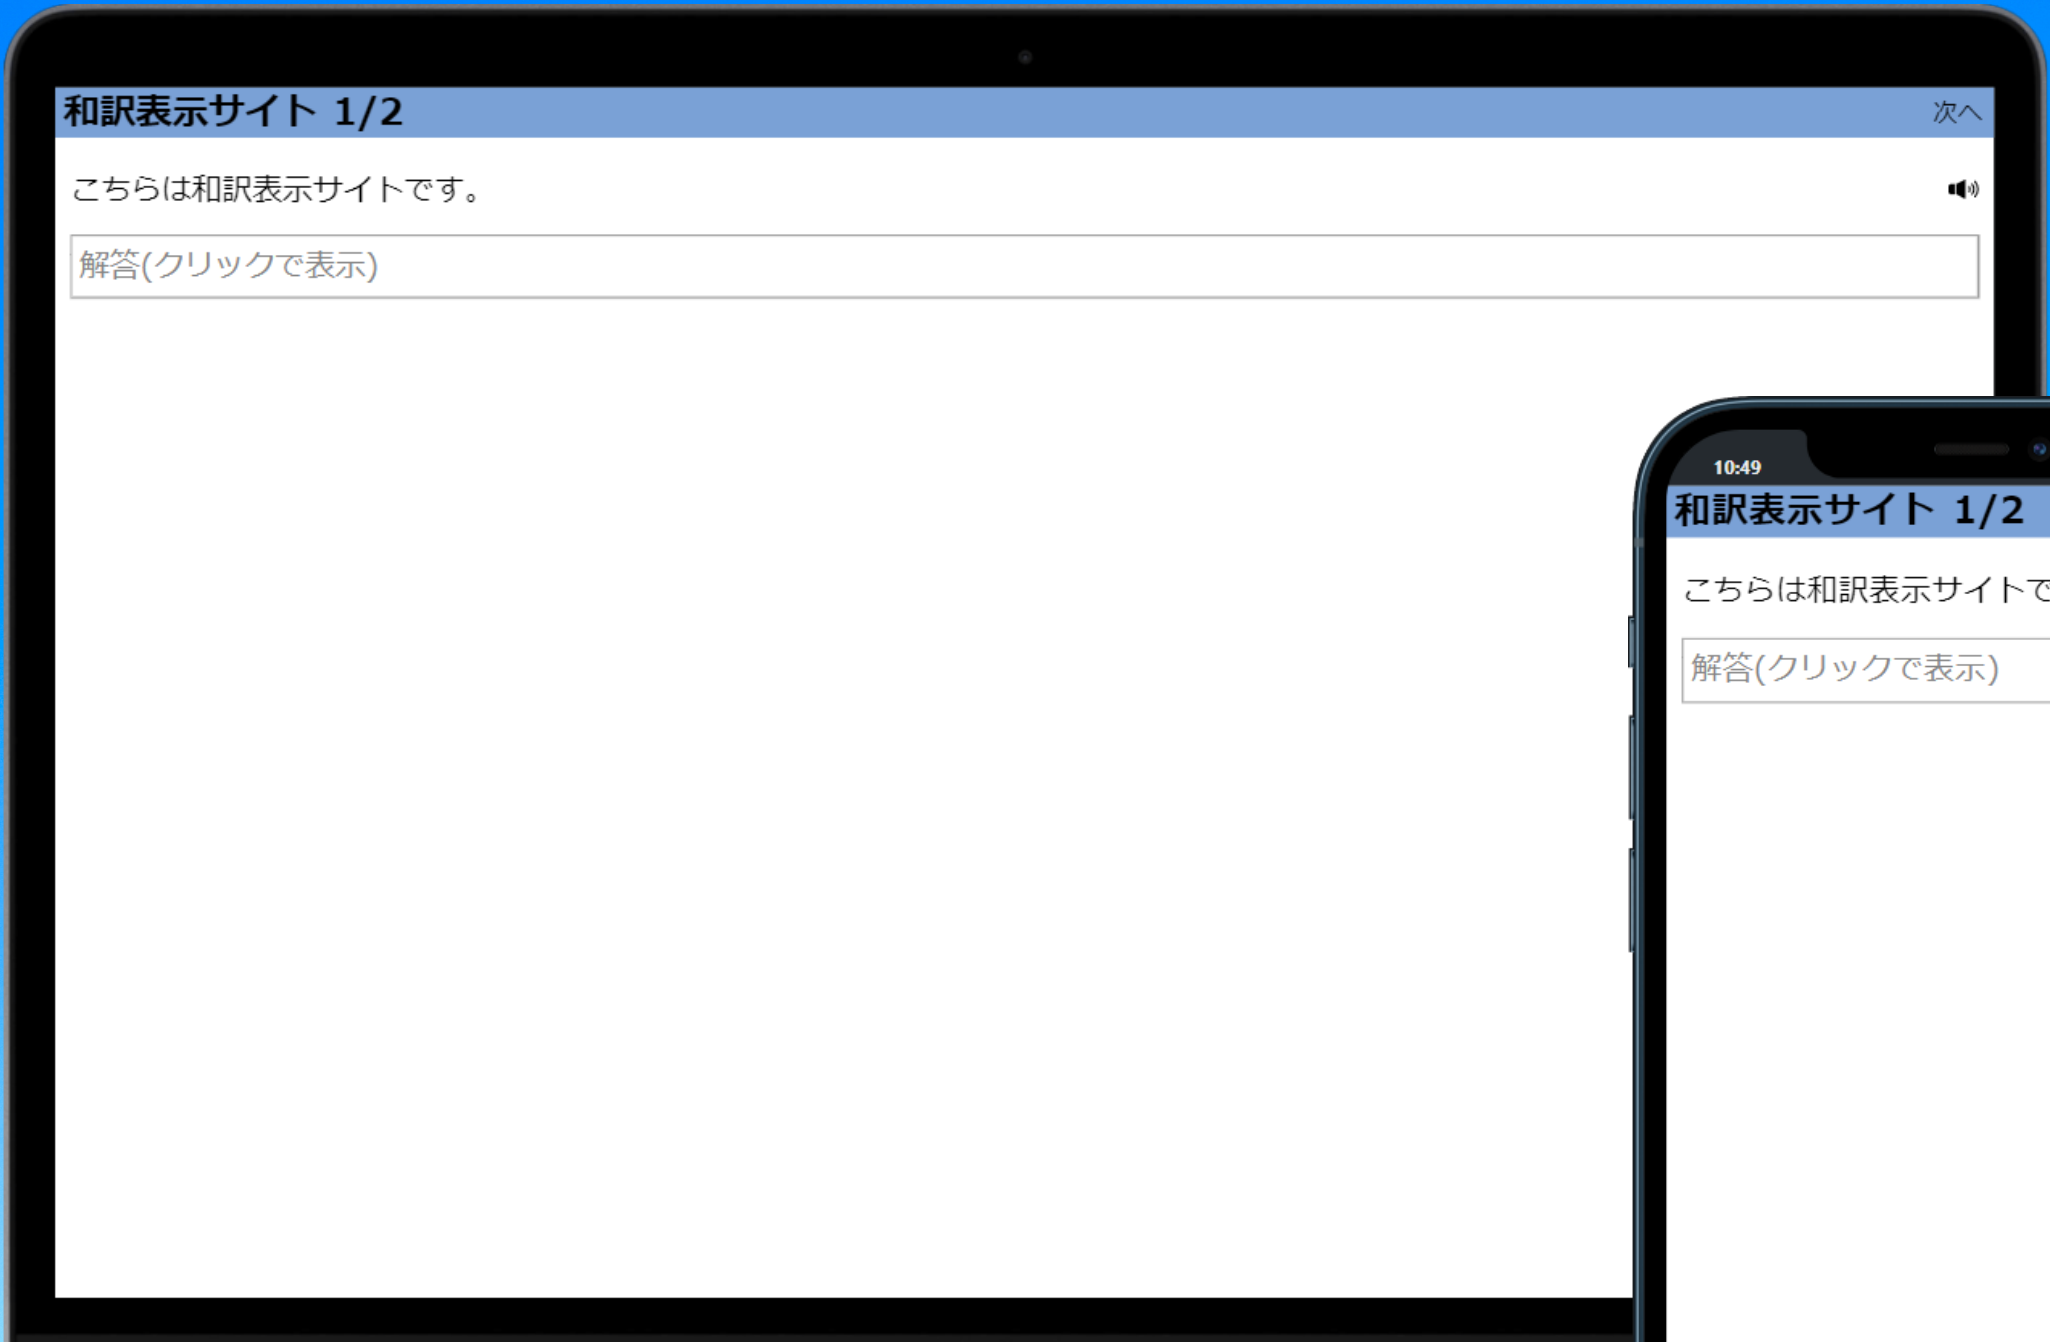 和訳表示サイト 1/2
次へ
こちらは和訳表示サイトです。
解答(クリックで表示)
10:49
和訳表示サイト 1/2
こちらは和訳表示サイトで
解答(クリックで表示)